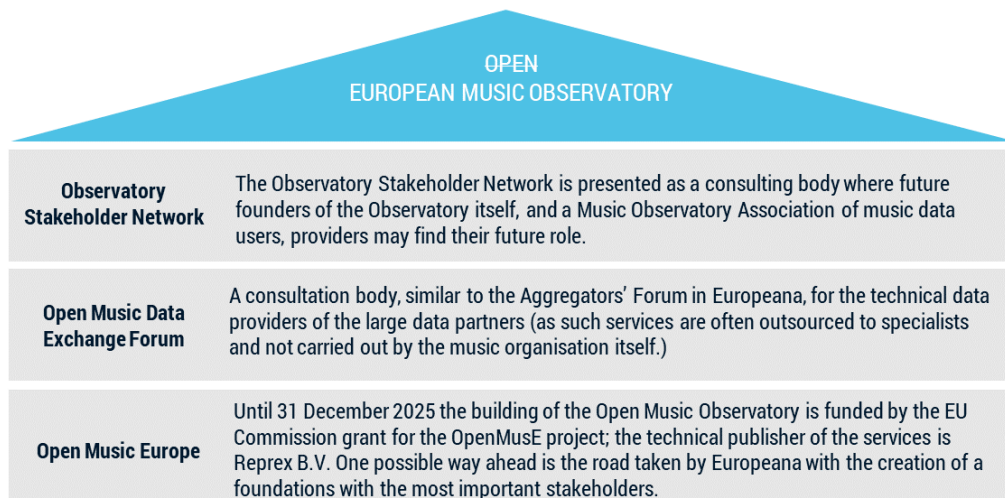 OPEN
EUROPEAN MUSIC OBSERVATORY
Observatory
Stakeholder Network
The Observatory Stakeholder Network is presented as a consulting body where future
founders of the Observatory itself, and a Music Observatory Association of music data
users, providers may find their future role.
Open Music Data
Exchange Forum
A consultation body, similar to the Aggregators’ Forum in Europeana, for the technical data
providers of the large data partners (as such services are often outsourced to specialists
and not carried out by the music organisation itself.)
Open Music Europe
Until 31 December 2025 the building of the Open Music Observatory is funded by the EU
Commission grant for the OpenMusE project; the technical publisher of the services is
Reprex B.V. One possible way ahead is the road taken by Europeana with the creation of a
foundations with the most important stakeholders.